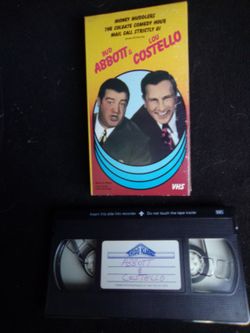 MONEY MUDDLERS
THE COLGATE COMEDY HOUR
MAIL CALL STRICTLY GI
BUD
ABBOTT &
LOU
COSTELLO
VHS
Insert this side into recorder
Do not touch the tape inside
VHS
ABBOTT
&
COSTELLO